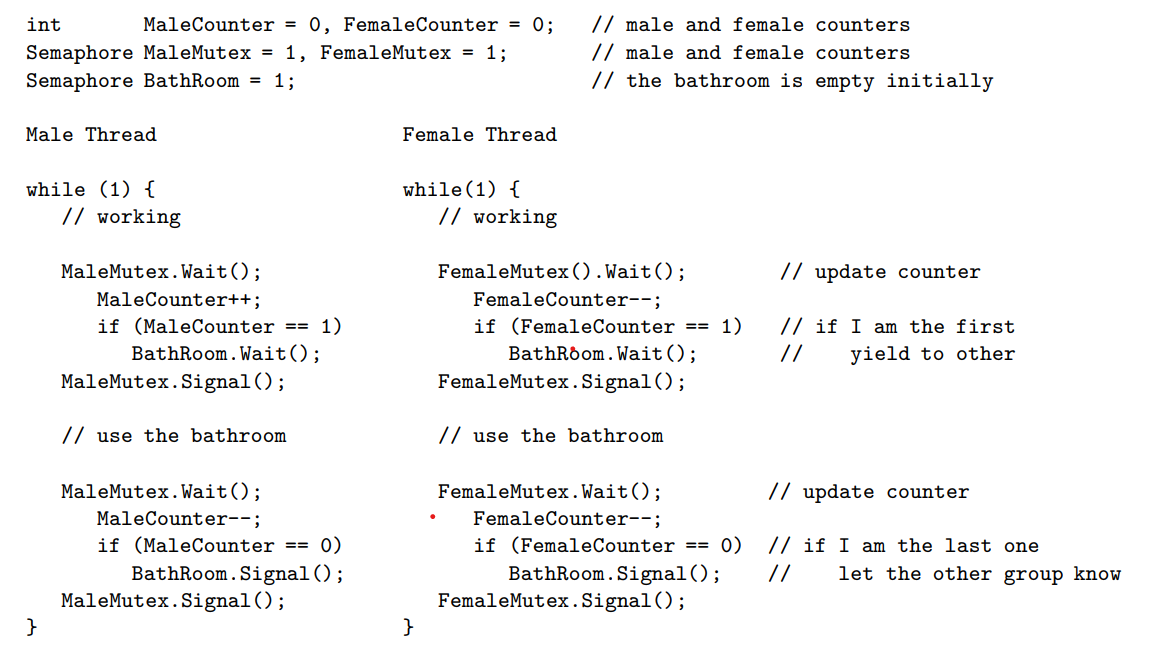 int       MaleCounter = 0, FemaleCounter = 0;   // male and female counters
Semaphore MaleMutex = 1, FemaleMutex = 1;       // male and female counters
Semaphore BathRoom = 1;                         // the bathroom is empty initially
Male Thread                     Female Thread
while (1) {                     while(1) {
   // working                      // working
   MaleMutex.Wait();               FemaleMutex().Wait();        // update counter
      MaleCounter++;                  FemaleCounter--;
      if (MaleCounter == 1)           if (FemaleCounter == 1)   // if I am the first
         BathRoom.Wait();                BathRoom.Wait();       //    yield to other
   MaleMutex.Signal();             FemaleMutex.Signal();
   // use the bathroom             // use the bathroom
   MaleMutex.Wait();               FemaleMutex.Wait();         // update counter
      MaleCounter--;                  FemaleCounter--;
      if (MaleCounter == 0)           if (FemaleCounter == 0)  // if I am the last one
         BathRoom.Signal();              BathRoom.Signal();    //    let the other group know
   MaleMutex.Signal();             FemaleMutex.Signal();
}                               }